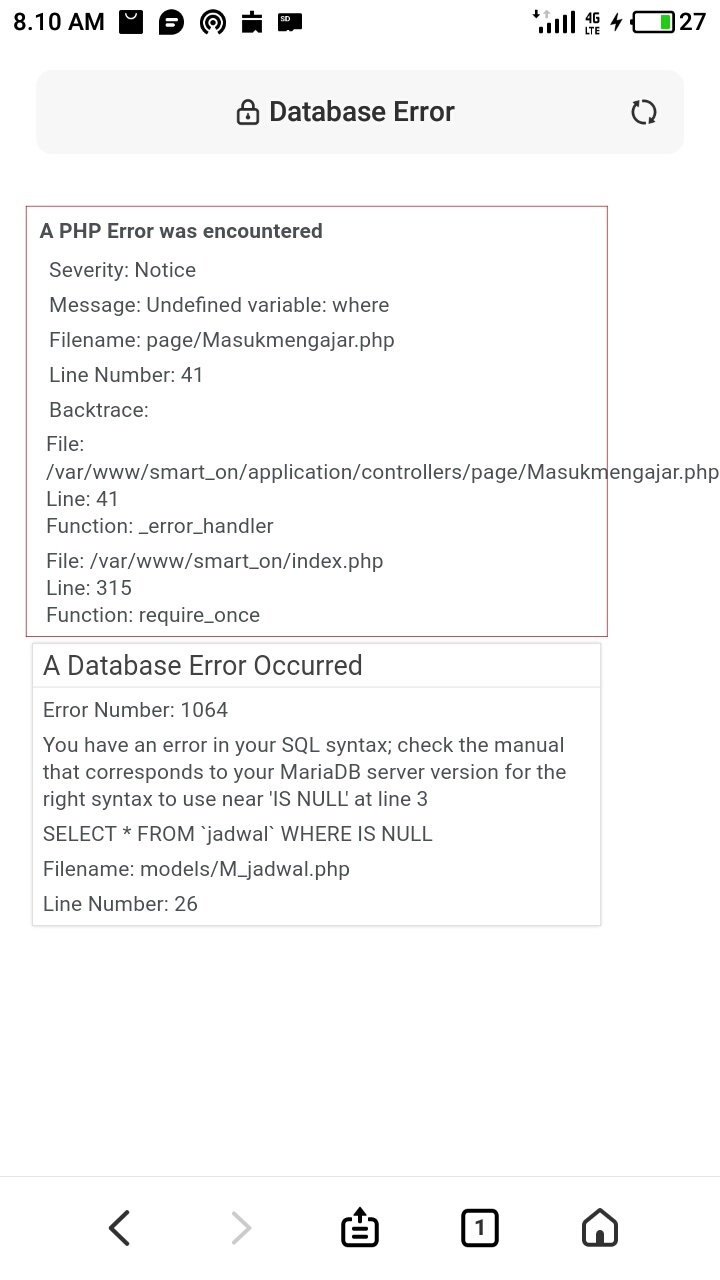 8.10 AM
SD
4G
LTE
27
Database Error
A PHP Error was encountered
Severity: Notice
Message: Undefined variable: where
Filename: page/Masukmengajar.php
Line Number: 41
Backtrace:
File:
/var/www/smart_on/application/controllers/page/Masukmengajar.php
Line: 41
Function: _error_handler
File: /var/www/smart_on/index.php
Line: 315
Function: require_once
A Database Error Occurred
Error Number: 1064
You have an error in your SQL syntax; check the manual
that corresponds to your MariaDB server version for the
right syntax to use near 'IS NULL' at line 3
SELECT * FROM `jadwal` WHERE IS NULL
Filename: models/M_jadwal.php
Line Number: 26
1